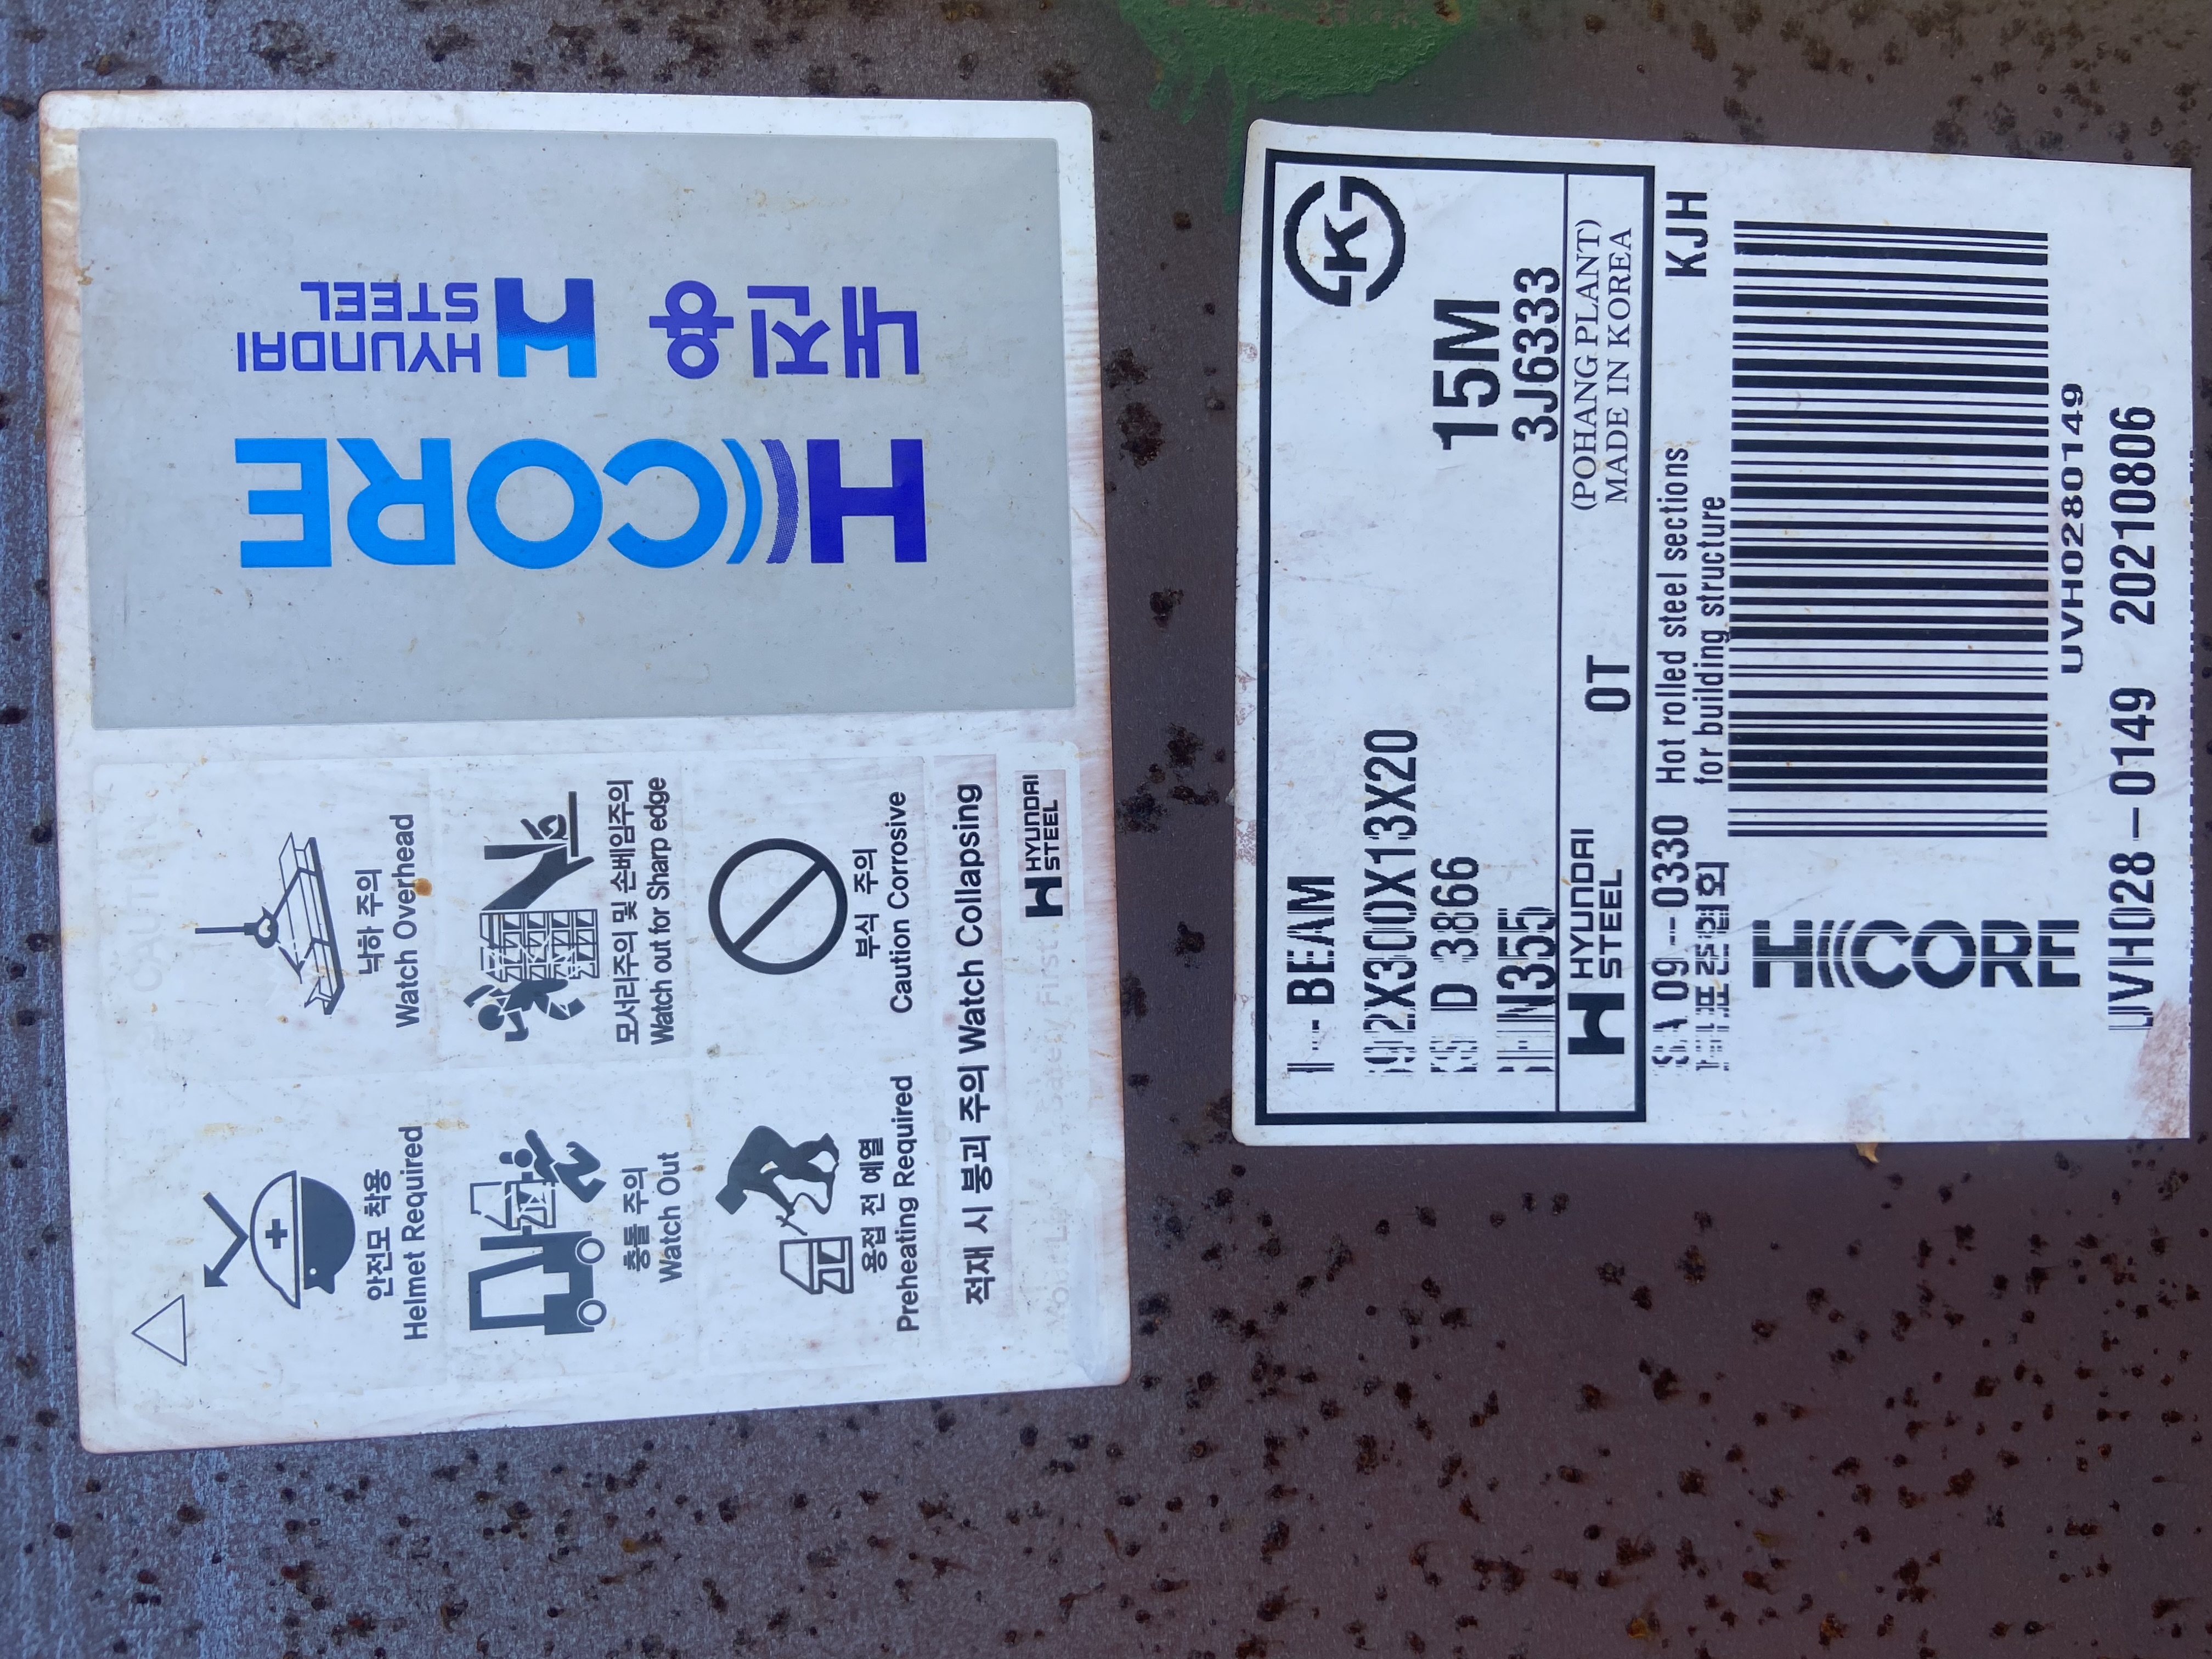 HCORE
내진용
HYUNDAI
STEEL
안전모 착용
Helmet Required
낙하 주의
Watch Overhead
충돌 주의
Watch Out
모서리주의 및 손베임주의
Watch out for Sharp edge
용접 전 예열
Preheating Required
부식 주의
Caution Corrosive
적재 시 붕괴 주의 Watch Collapsing
HYUNDAI
STEEL
BEAM
15M
KS D 3866
3J6333
HYUNDAI
STEEL
0T
(POHANG PLANT)
MADE IN KOREA
09-0330
Hot rolled steel sections
for building structure
KJH
HCORE
UVH0280149
UVH028-0149 20210806